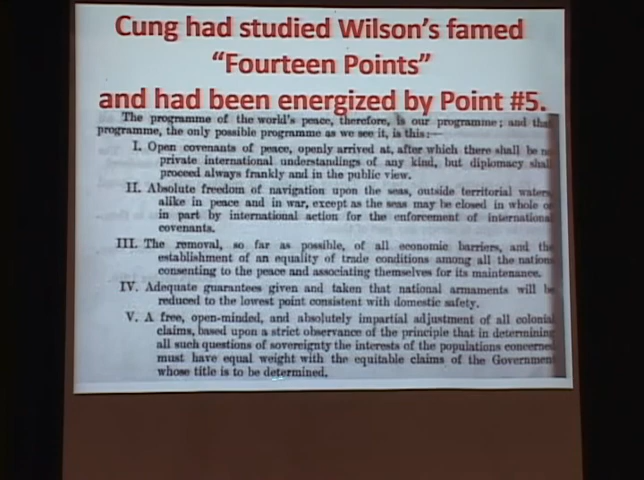 Cung had studied Wilson's famed
"Fourteen Points"
and had been energized by Point #5.
The programme of the world's peace, therefore, is our programme; and that
programme, the only possible programme as we see it, is this:—
I. Open covenants of peace, openly arrived at, after which there shall be no
private international understandings of any kind, but diplomacy shall
proceed always frankly and in the public view.
II. Absolute freedom of navigation upon the seas, outside territorial waters
alike in peace and in war, except as the seas may be closed in whole or
in part by international action for the enforcement of international
covenants.
III. The removal, so far as possible, of all economic barriers, and the
establishment of an equality of trade conditions among all the nations
consenting to the peace and associating themselves for its maintenance.
IV. Adequate guarantees given and taken that national armaments will be
reduced to the lowest point consistent with domestic safety.
V. A free, open-minded, and absolutely impartial adjustment of all colonial
claims, based upon a strict observance of the principle that in determining
all such questions of sovereignty the interests of the populations concerned
must have equal weight with the equitable claims of the Government
whose title is to be determined.